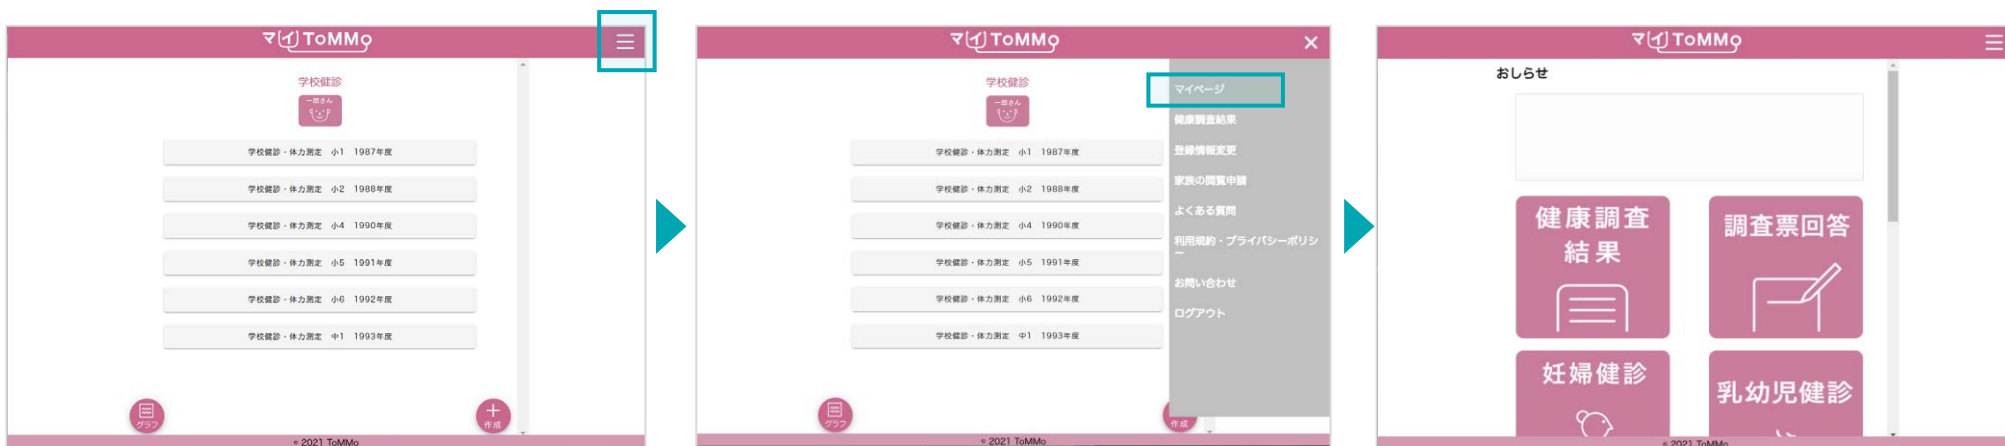 マイ ToMMo
学校健診
一郎さん
学校健診・体力測定 小1 1987年度
学校健診・体力測定 小2 1988年度
学校健診・体力測定 小4 1990年度
学校健診・体力測定 小5 1991年度
学校健診・体力測定 小6 1992年度
学校健診・体力測定 中1 1993年度
グラフ
作成
© 2021 ToMMo
マイ ToMMo
学校健診
一郎さん
学校健診・体力測定 小1 1987年度
学校健診・体力測定 小2 1988年度
学校健診・体力測定 小4 1990年度
学校健診・体力測定 小5 1991年度
学校健診・体力測定 小6 1992年度
学校健診・体力測定 中1 1993年度
グラフ
作成
© 2021 ToMMo
マイページ
健康調査結果
登録情報変更
家族の閲覧申請
よくある質問
利用規約・プライバシーポリシ
ー
お問い合わせ
ログアウト
マイ ToMMo
おしらせ
健康調査
結果
調査票回答
妊婦健診
乳幼児健診
© 2021 ToMMo